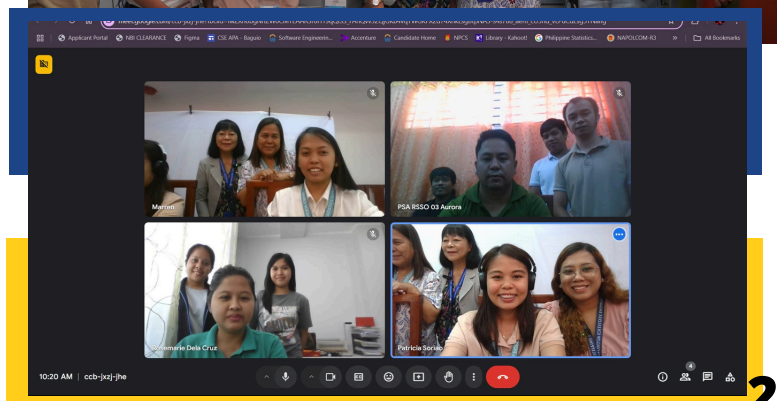 Applicant Portal NBI CLEARANCE Figma CSE APA - Baguio Software Engineerin... Accenture Candidate Home NPCS Library - Kahoot! Philippine Statistics... NAPOLCOM-R3 » All Bookmarks
Marren
PSA RSSO 03 Aurora
Rosemarie Dela Cruz
Patricia Soriao
4
10:20 AM | ccb-jxzj-jhe
2